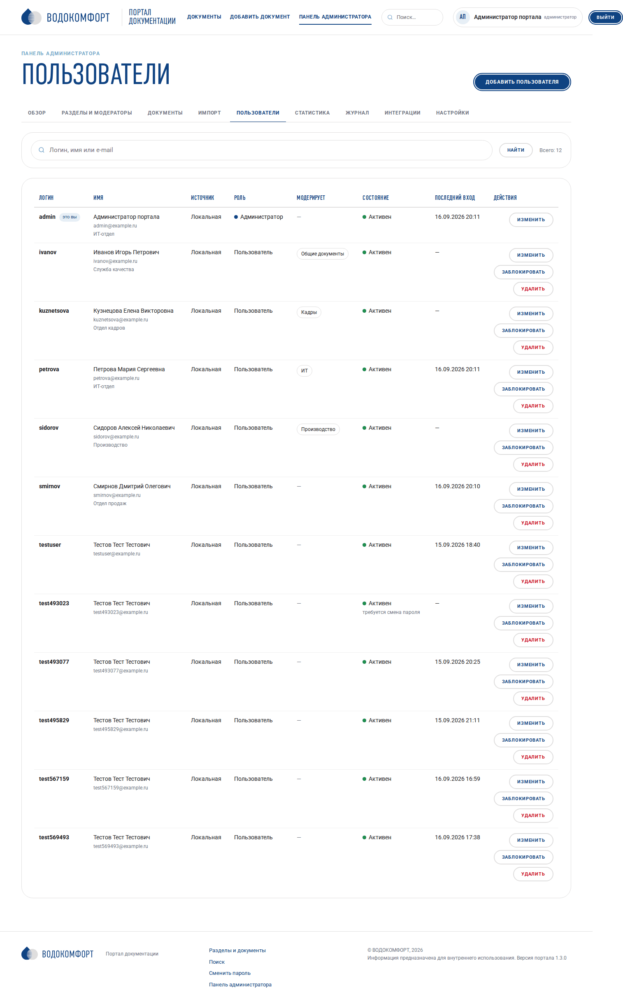 ВОДОКОМФОРТ
ПОРТАЛ
ДОКУМЕНТАЦИИ
ДОКУМЕНТЫ ДОБАВИТЬ ДОКУМЕНТ ПАНЕЛЬ АДМИНИСТРАТОРА Поиск... АП Администратор портала администратор ВЫЙТИ
ПАНЕЛЬ АДМИНИСТРАТОРА
ПОЛЬЗОВАТЕЛИ
ДОБАВИТЬ ПОЛЬЗОВАТЕЛЯ
ОБЗОР РАЗДЕЛЫ И МОДЕРАТОРЫ ДОКУМЕНТЫ ИМПОРТ ПОЛЬЗОВАТЕЛИ СТАТИСТИКА ЖУРНАЛ ИНТЕГРАЦИИ НАСТРОЙКИ
Логин, имя или e-mail НАЙТИ Всего: 12
ЛОГИН ИМЯ ИСТОЧНИК РОЛЬ МОДЕРИРУЕТ СОСТОЯНИЕ ПОСЛЕДНИЙ ВХОД ДЕЙСТВИЯ
admin это вы Администратор портала Локальная Администратор — Активен 16.09.2026 20:11 ИЗМЕНИТЬ
admin@example.ru
ИТ-отдел
ivanov Иванов Игорь Петрович Локальная Пользователь Общие документы Активен — ИЗМЕНИТЬ
ivanov@example.ru
Служба качества ЗАБЛОКИРОВАТЬ
УДАЛИТЬ
kuznetsova Кузнецова Елена Викторовна Локальная Пользователь Кадры Активен — ИЗМЕНИТЬ
kuznetsova@example.ru
Отдел кадров ЗАБЛОКИРОВАТЬ
УДАЛИТЬ
petrova Петрова Мария Сергеевна Локальная Пользователь ИТ Активен 16.09.2026 20:11 ИЗМЕНИТЬ
petrova@example.ru
ИТ-отдел ЗАБЛОКИРОВАТЬ
УДАЛИТЬ
sidorov Сидоров Алексей Николаевич Локальная Пользователь Производство Активен — ИЗМЕНИТЬ
sidorov@example.ru
Производство ЗАБЛОКИРОВАТЬ
УДАЛИТЬ
smirnov Смирнов Дмитрий Олегович Локальная Пользователь — Активен 16.09.2026 20:10 ИЗМЕНИТЬ
smirnov@example.ru
Отдел продаж ЗАБЛОКИРОВАТЬ
УДАЛИТЬ
testuser Тестов Тест Тестович Локальная Пользователь — Активен 15.09.2026 18:40 ИЗМЕНИТЬ
testuser@example.ru
ЗАБЛОКИРОВАТЬ
УДАЛИТЬ
test493023 Тестов Тест Тестович Локальная Пользователь — Активен — ИЗМЕНИТЬ
test493023@example.ru требуется смена пароля
ЗАБЛОКИРОВАТЬ
УДАЛИТЬ
test493077 Тестов Тест Тестович Локальная Пользователь — Активен 15.09.2026 20:25 ИЗМЕНИТЬ
test493077@example.ru
ЗАБЛОКИРОВАТЬ
УДАЛИТЬ
test495829 Тестов Тест Тестович Локальная Пользователь — Активен 15.09.2026 21:11 ИЗМЕНИТЬ
test495829@example.ru
ЗАБЛОКИРОВАТЬ
УДАЛИТЬ
test567159 Тестов Тест Тестович Локальная Пользователь — Активен 16.09.2026 16:59 ИЗМЕНИТЬ
test567159@example.ru
ЗАБЛОКИРОВАТЬ
УДАЛИТЬ
test569493 Тестов Тест Тестович Локальная Пользователь — Активен 16.09.2026 17:38 ИЗМЕНИТЬ
test569493@example.ru
ЗАБЛОКИРОВАТЬ
УДАЛИТЬ
ВОДОКОМФОРТ Портал документации
Разделы и документы
Поиск
Сменить пароль
Панель администратора
© ВОДОКОМФОРТ, 2026
Информация предназначена для внутреннего использования. Версия портала 1.3.0